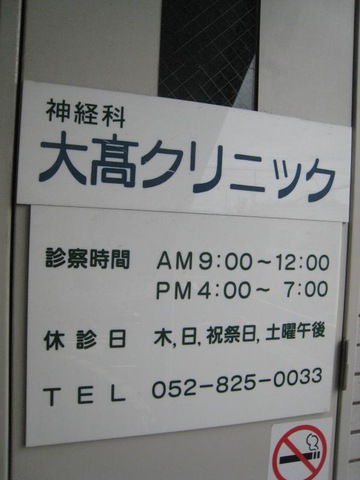 神経科
大髙クリニック
診察時間 AM9:00～12:00
PM4:00～ 7:00
休診日 木,日,祝祭日,土曜午後
TEL 052-825-0033